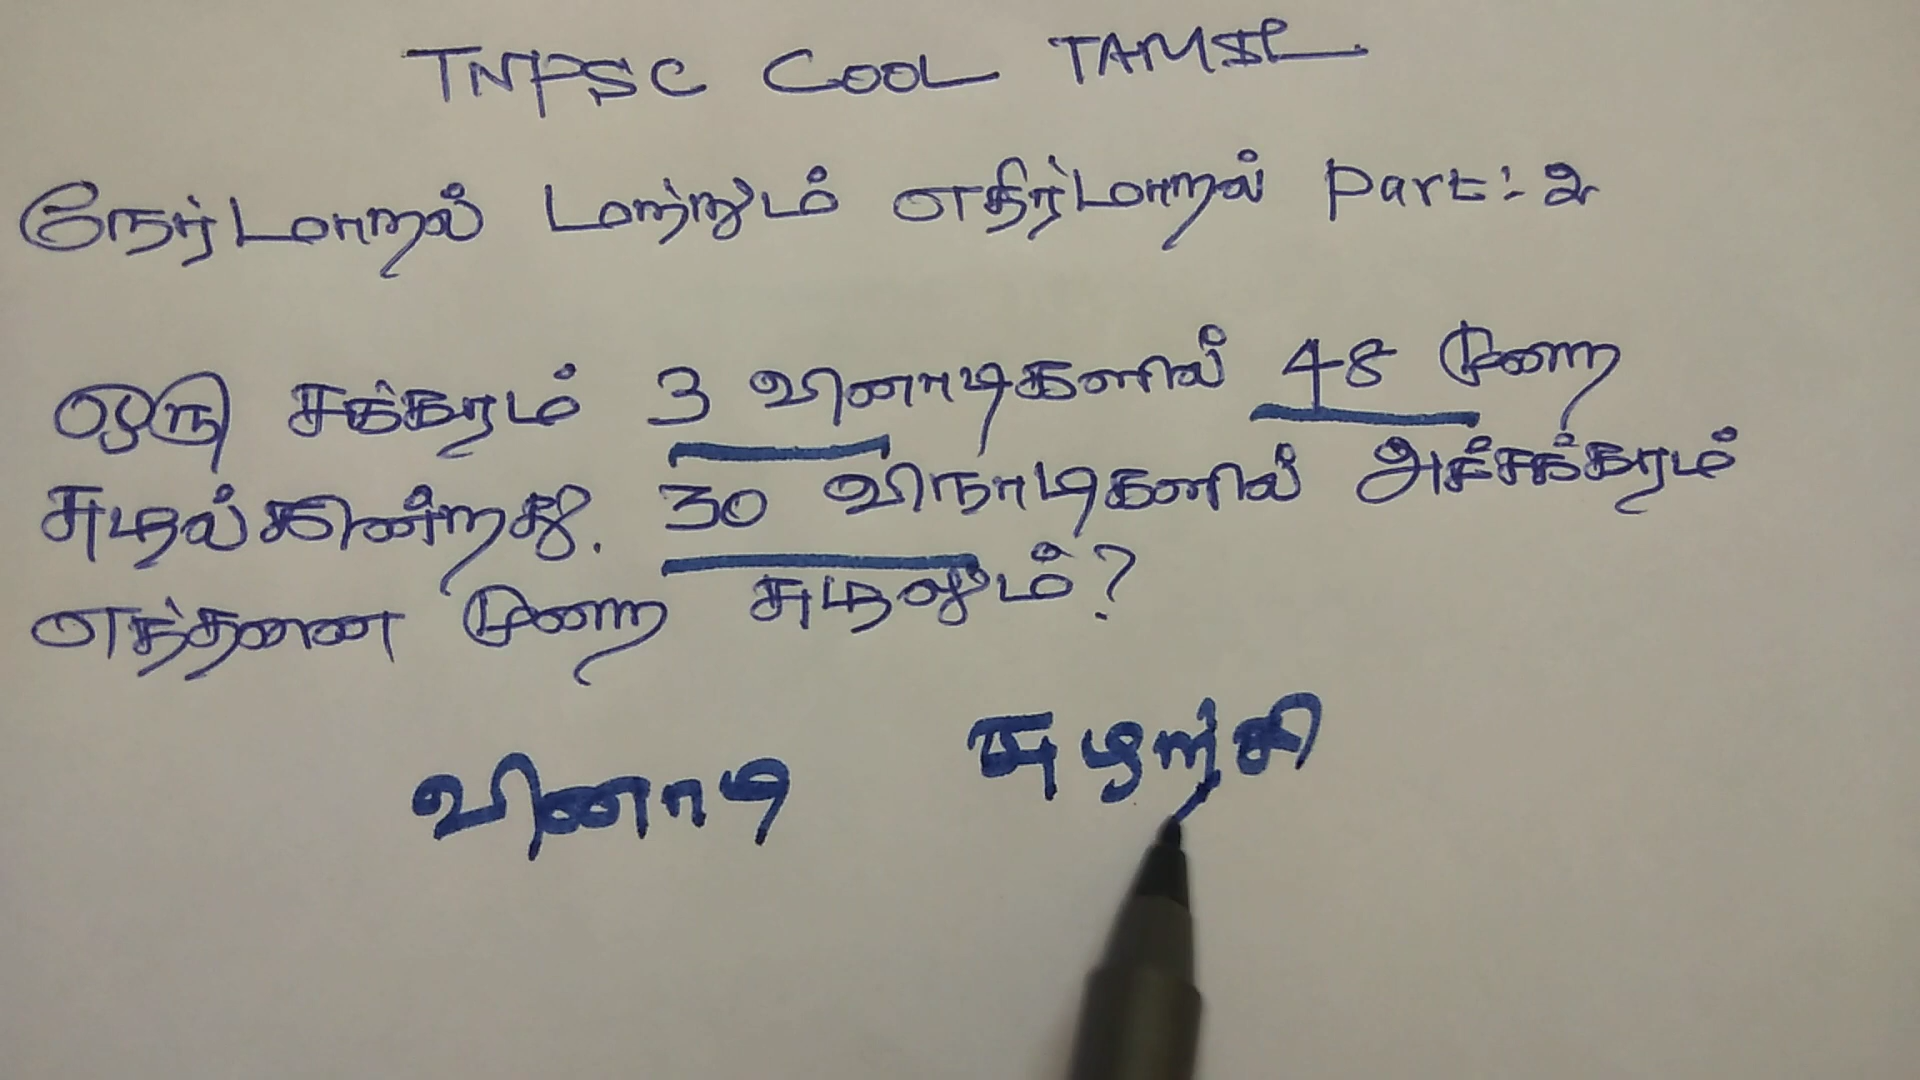 TNPSC COOL TAMIL
நேர்மாறல் மற்றும் எதிர்மாறல் Part:-2
ஒரு சக்கரம் 3 வினாடிகளில் 48 முறை
சுழல்கின்றது. 30 விநாடிகளில் அச்சக்கரம்
எத்தனை முறை சுழலும்?
வினாடி சுழற்சி